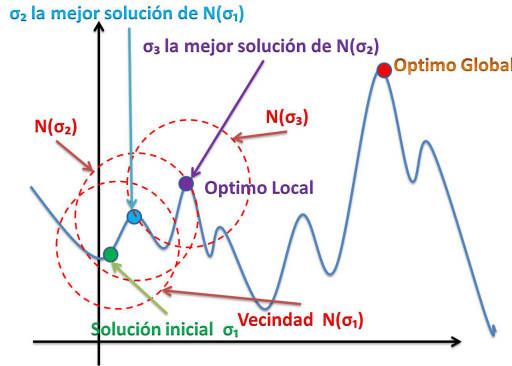 σ₂ la mejor solución de N(σ₁)
σ₃ la mejor solución de N(σ₂)
Optimo Global
N(σ₃)
N(σ₂)
Optimo Local
Vecindad N(σ₁)
Solución inicial σ₁